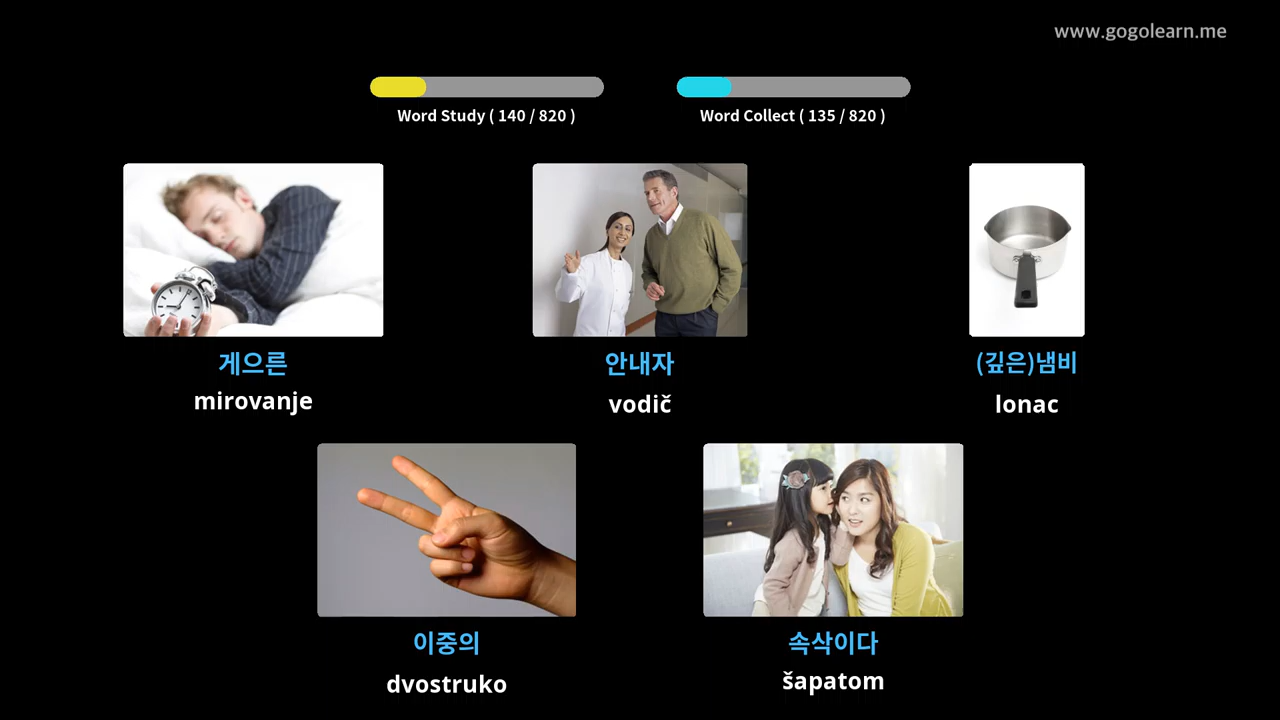 www.gogolearn.me
Word Study ( 140 / 820 )
Word Collect ( 135 / 820 )
게으른
mirovanje
안내자
vodič
(깊은)냄비
lonac
이중의
dvostruko
속삭이다
šapatom